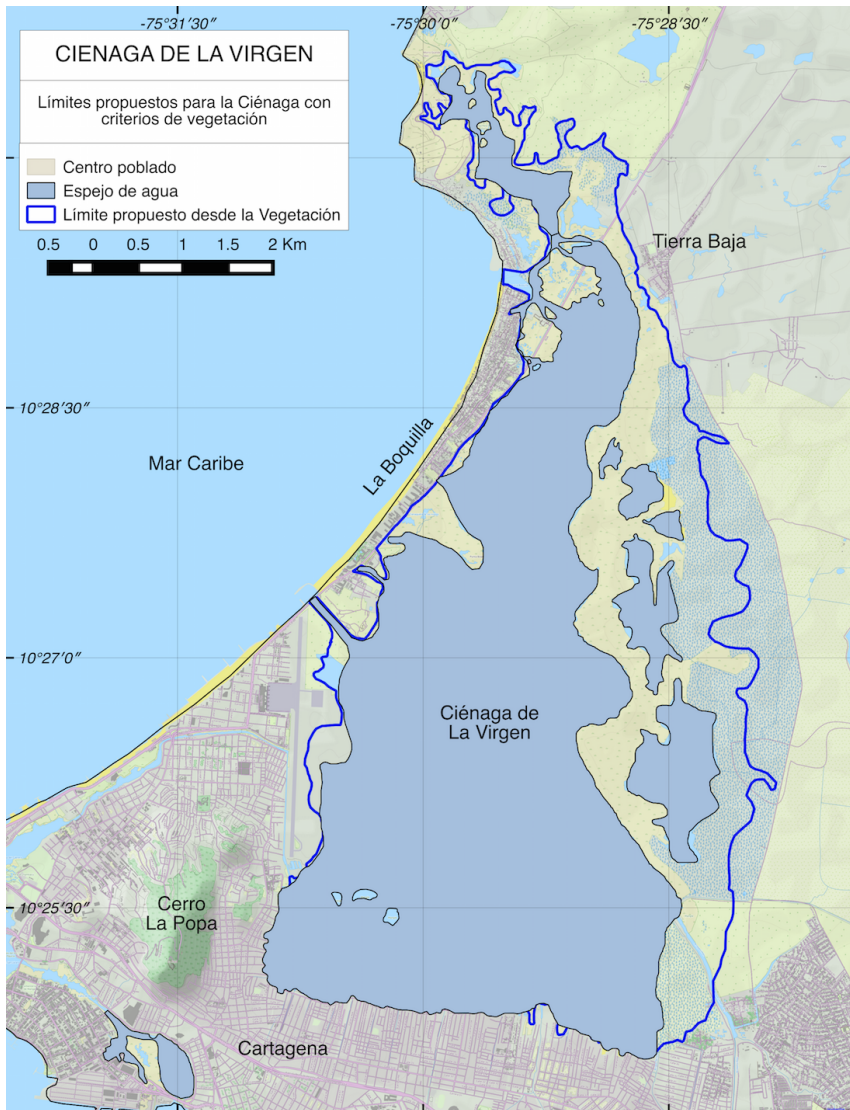 -75°31′30″
-75°30′0″
-75°28′30″
CIENAGA DE LA VIRGEN
Límites propuestos para la Ciénaga con
criterios de vegetación
Centro poblado
Espejo de agua
Límite propuesto desde la Vegetación
0.5 0 0.5 1 1.5 2 Km
Tierra Baja
10°28′30″
La Boquilla
Mar Caribe
10°27′0″
Ciénaga de
La Virgen
Cerro
La Popa
10°25′30″
Cartagena